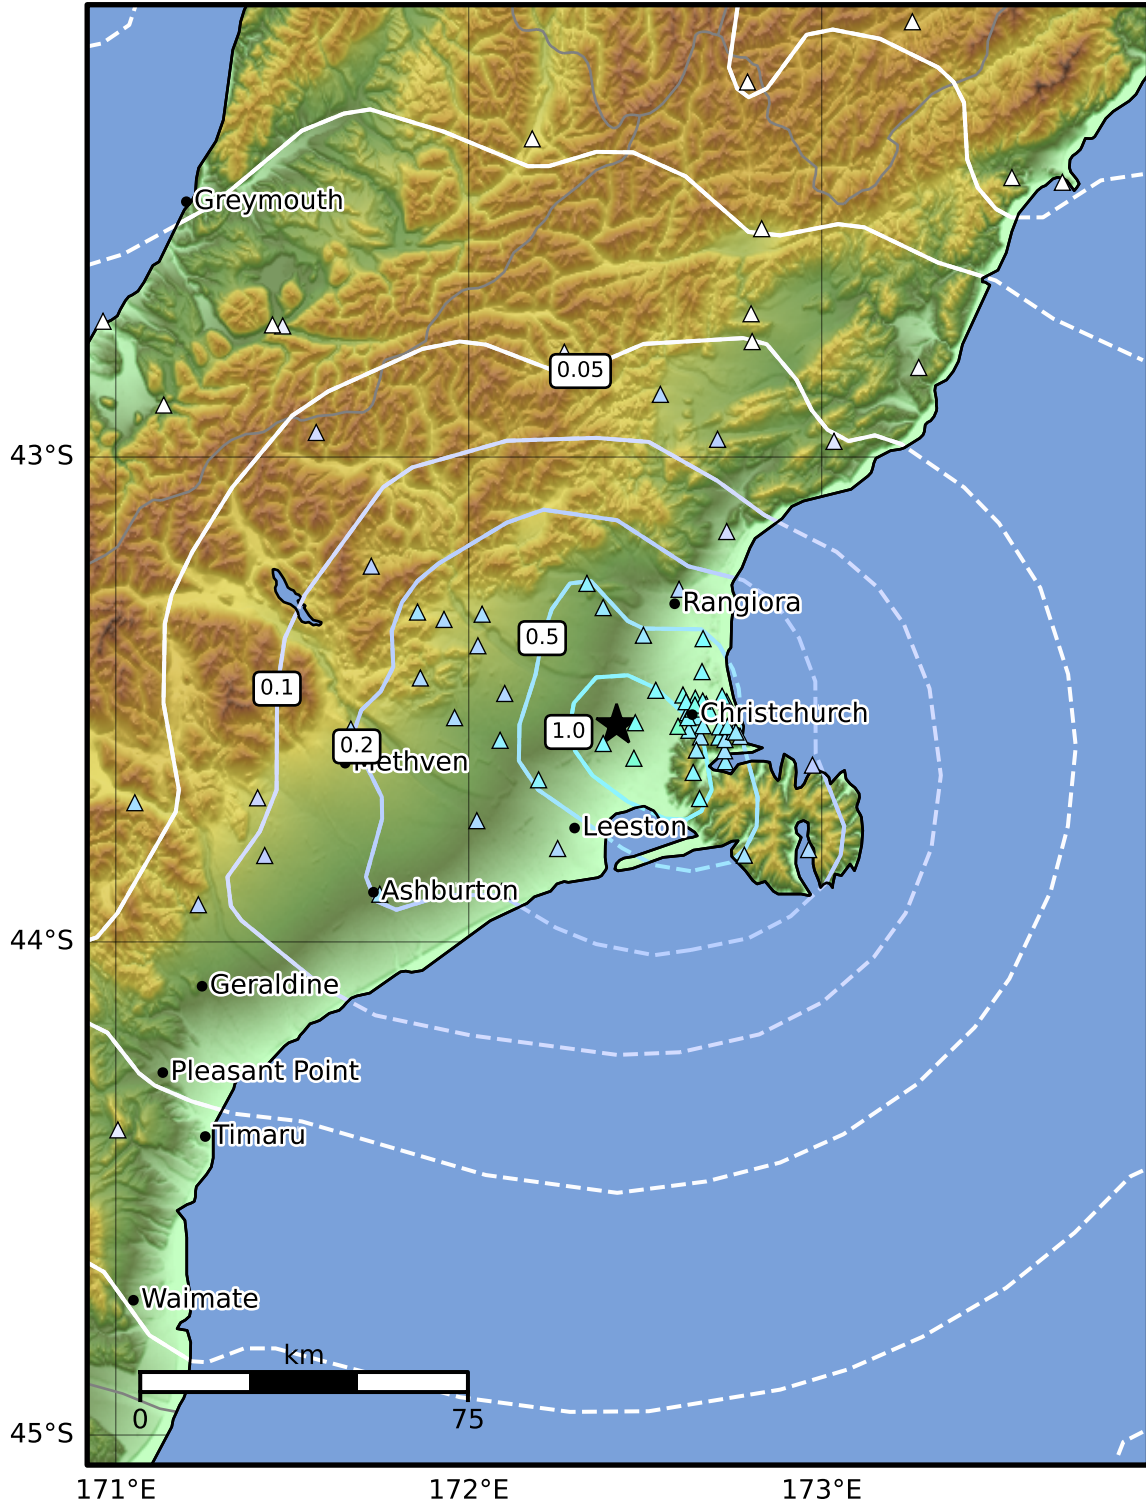 Greymouth
0.05
43°S
Rangiora
0.5
0.1
1.0
Christchurch
0.2
Methven
Leeston
Ashburton
44°S
Geraldine
Pleasant Point
Timaru
Waimate
km
0
75
45°S
171°E
172°E
173°E